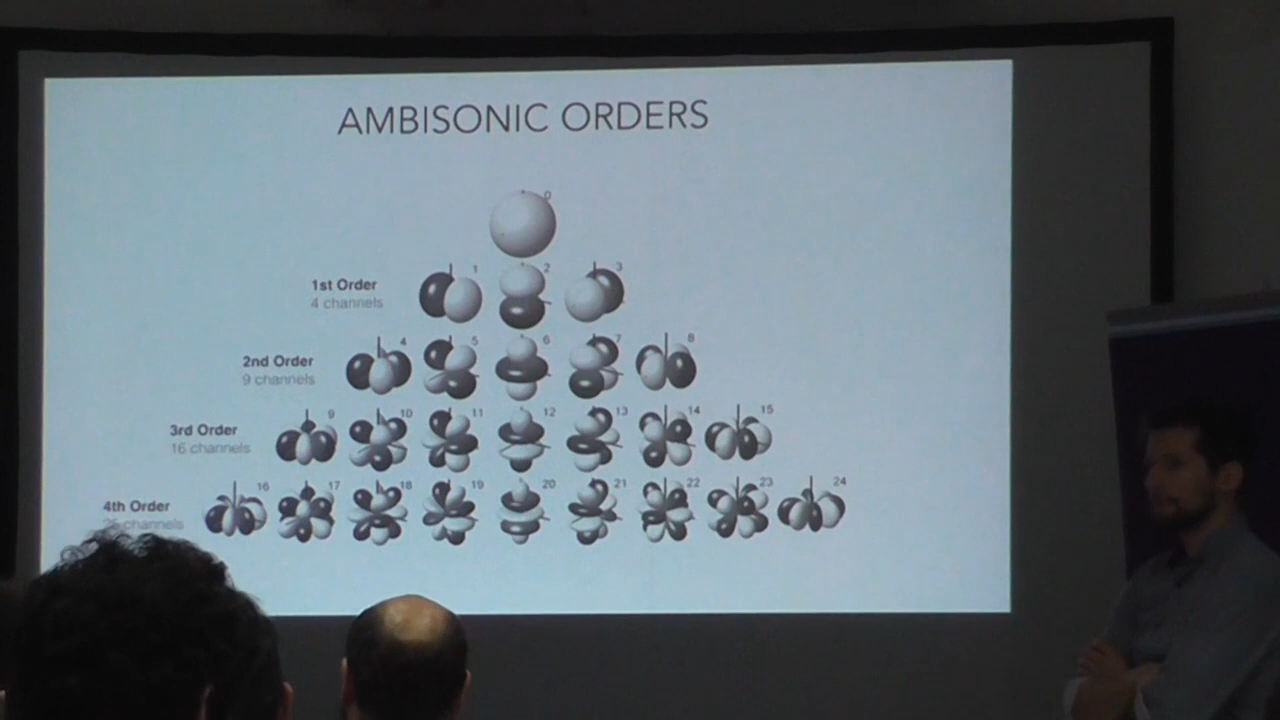 AMBISONIC ORDERS
0
1st Order
4 channels
1 2 3
2nd Order
9 channels
4 5 6 7 8
3rd Order
16 channels
9 10 11 12 13 14 15
4th Order
25 channels
16 17 18 19 20 21 22 23 24